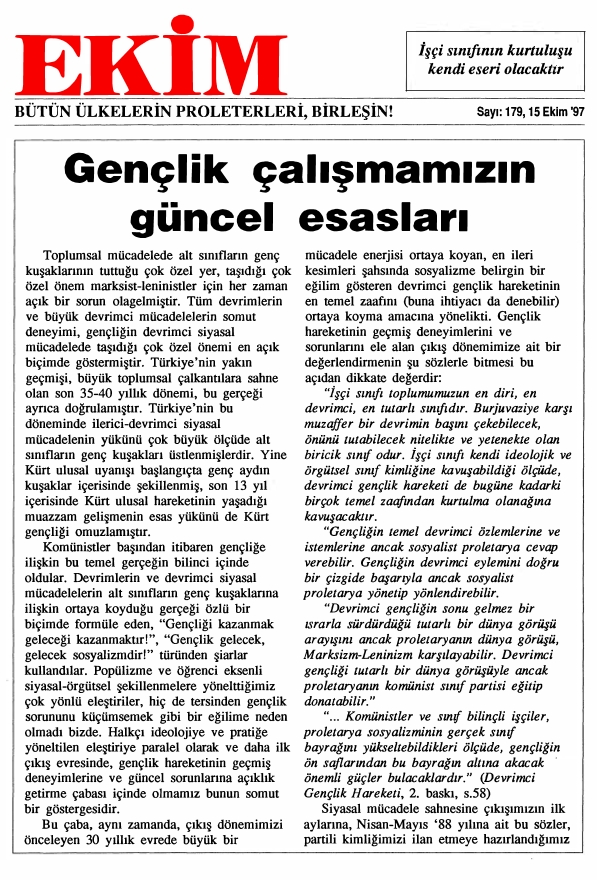 EKİM
İşçi sınıfının kurtuluşu
kendi eseri olacaktır
BÜTÜN ÜLKELERİN PROLETERLERİ, BİRLEŞİN!
Sayı: 179, 15 Ekim '97
Gençlik çalışmamızın
güncel esasları
Toplumsal mücadelede alt sınıfların genç
kuşaklarının tuttuğu çok özel yer, taşıdığı çok
özel önem marksist-leninistler için her zaman
açık bir sorun olagelmiştir. Tüm devrimlerin
ve büyük devrimci mücadelelerin somut
deneyimi, gençliğin devrimci siyasal
mücadelede taşıdığı çok özel önemi en açık
biçimde göstermiştir. Türkiye'nin yakın
geçmişi, büyük toplumsal çalkantılara sahne
olan son 35-40 yıllık dönemi, bu gerçeği
ayrıca doğrulamıştır. Türkiye'nin bu
döneminde ilerici-devrimci siyasal
mücadelenin yükünü çok büyük ölçüde alt
sınıfların genç kuşakları üstlenmişlerdir. Yine
Kürt ulusal uyanışı başlangıçta genç aydın
kuşaklar içerisinde şekillenmiş, son 13 yıl
içerisinde Kürt ulusal hareketinin yaşadığı
muazzam gelişmenin esas yükünü de Kürt
gençliği omuzlamıştır.
Komünistler başından itibaren gençliğe
ilişkin bu temel gerçeğin bilinci içinde
oldular. Devrimlerin ve devrimci siyasal
mücadelelerin alt sınıfların genç kuşaklarına
ilişkin ortaya koyduğu gerçeği özlü bir
biçimde formüle eden, "Gençliği kazanmak
geleceği kazanmaktır!", "Gençlik gelecek,
gelecek sosyalizmdir!" türünden şiarlar
kullandılar. Popülizme ve öğrenci eksenli
siyasal-örgütsel şekillenmelere yönelttiğimiz
çok yönlü eleştiriler, hiç de tersinden gençlik
sorununu küçümsemek gibi bir eğilime neden
olmadı bizde. Halkçı ideolojiye ve pratiğe
yöneltilen eleştiriye paralel olarak ve daha ilk
çıkış evresinde, gençlik hareketinin geçmiş
deneyimlerine ve güncel sorunlarına açıklık
getirme çabası içinde olmamız bunun somut
bir göstergesidir.
Bu çaba, aynı zamanda, çıkış dönemimizi
önceleyen 30 yıllık evrede büyük bir
mücadele enerjisi ortaya koyan, en ileri
kesimleri şahsında sosyalizme belirgin bir
eğilim gösteren devrimci gençlik hareketinin
en temel zaafını (buna ihtiyacı da denebilir)
ortaya koyma amacına yönelikti. Gençlik
hareketinin geçmiş deneyimlerini ve
sorunlarını ele alan çıkış dönemimize ait bir
değerlendirmenin şu sözlerle bitmesi bu
açıdan dikkate değerdir:
"İşçi sınıfı toplumumuzun en diri, en
devrimci, en tutarlı sınıfıdır. Burjuvaziye karşı
muzaffer bir devrimin başını çekebilecek,
önünü tutabilecek nitelikte ve yetenekte olan
biricik sınıf odur. İşçi sınıfı kendi ideolojik ve
örgütsel sınıf kimliğine kavuşabildiği ölçüde,
devrimci gençlik hareketi de bugüne kadarki
birçok temel zaafından kurtulma olanağına
kavuşacaktır.
"Gençliğin temel devrimci özlemlerine ve
istemlerine ancak sosyalist proletarya cevap
verebilir. Gençliğin devrimci eylemini doğru
bir çizgide başarıyla ancak sosyalist
proletarya yönetip yönlendirebilir.
"Devrimci gençliğin sonu gelmez bir
ısrarla sürdürdüğü tutarlı bir dünya görüşü
arayışını ancak proletaryanın dünya görüşü,
Marksizm-Leninizm karşılayabilir. Devrimci
gençliği tutarlı bir dünya görüşüyle ancak
proletaryanın komünist sınıf partisi eğitip
donatabilir."
"... Komünistler ve sınıf bilinçli işçiler,
proletarya sosyalizminin gerçek sınıf
bayrağını yükseltebildikleri ölçüde, gençliğin
ön saflarından bu bayrağın altına akacak
önemli güçler bulacaklardır." (Devrimci
Gençlik Hareketi, 2. baskı, s.58)
Siyasal mücadele sahnesine çıkışımızın ilk
aylarına, Nisan-Mayıs '88 yılına ait bu sözler,
partili kimliğimizi ilan etmeye hazırlandığımız